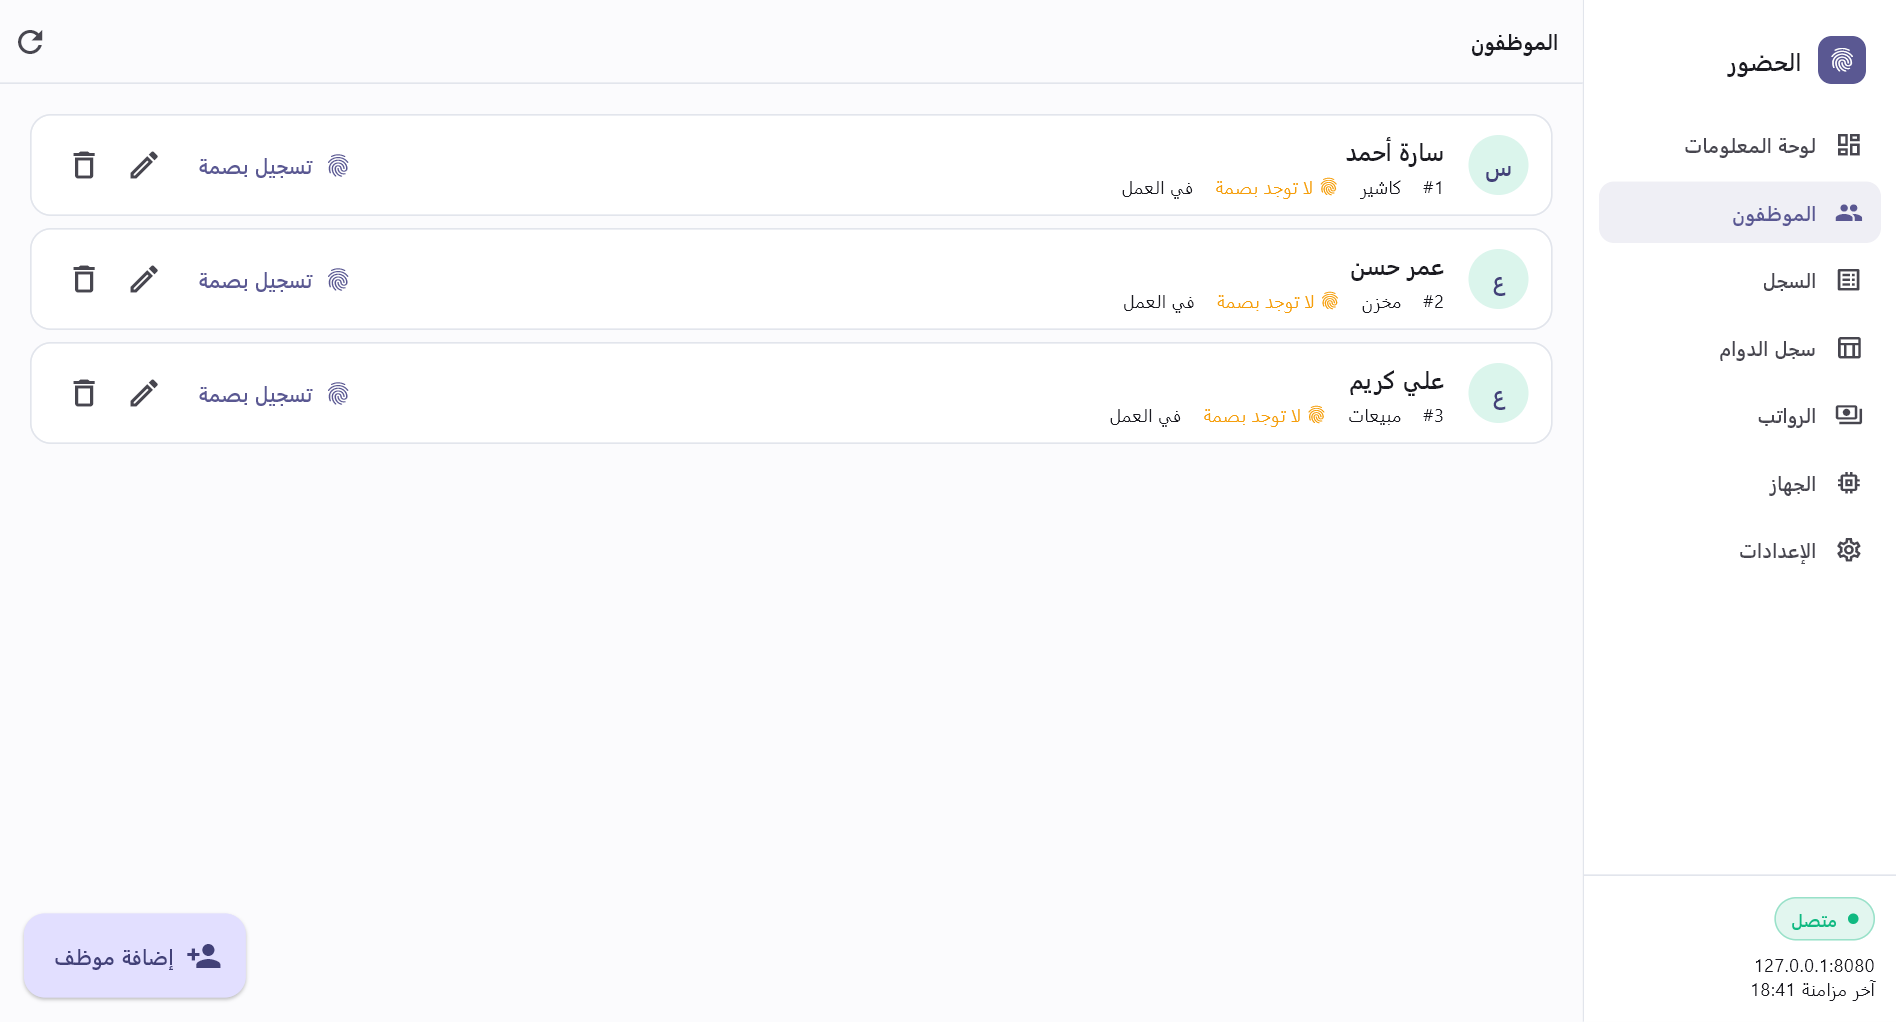 الحضور
لوحة المعلومات
الموظفون
السجل
سجل الدوام
الرواتب
الجهاز
الإعدادات
متصل
127.0.0.1:8080
آخر مزامنة 18:41
الموظفون
س
سارة أحمد
#1 كاشير لا توجد بصمة في العمل
تسجيل بصمة
ع
عمر حسن
#2 مخزن لا توجد بصمة في العمل
تسجيل بصمة
ع
علي كريم
#3 مبيعات لا توجد بصمة في العمل
تسجيل بصمة
إضافة موظف